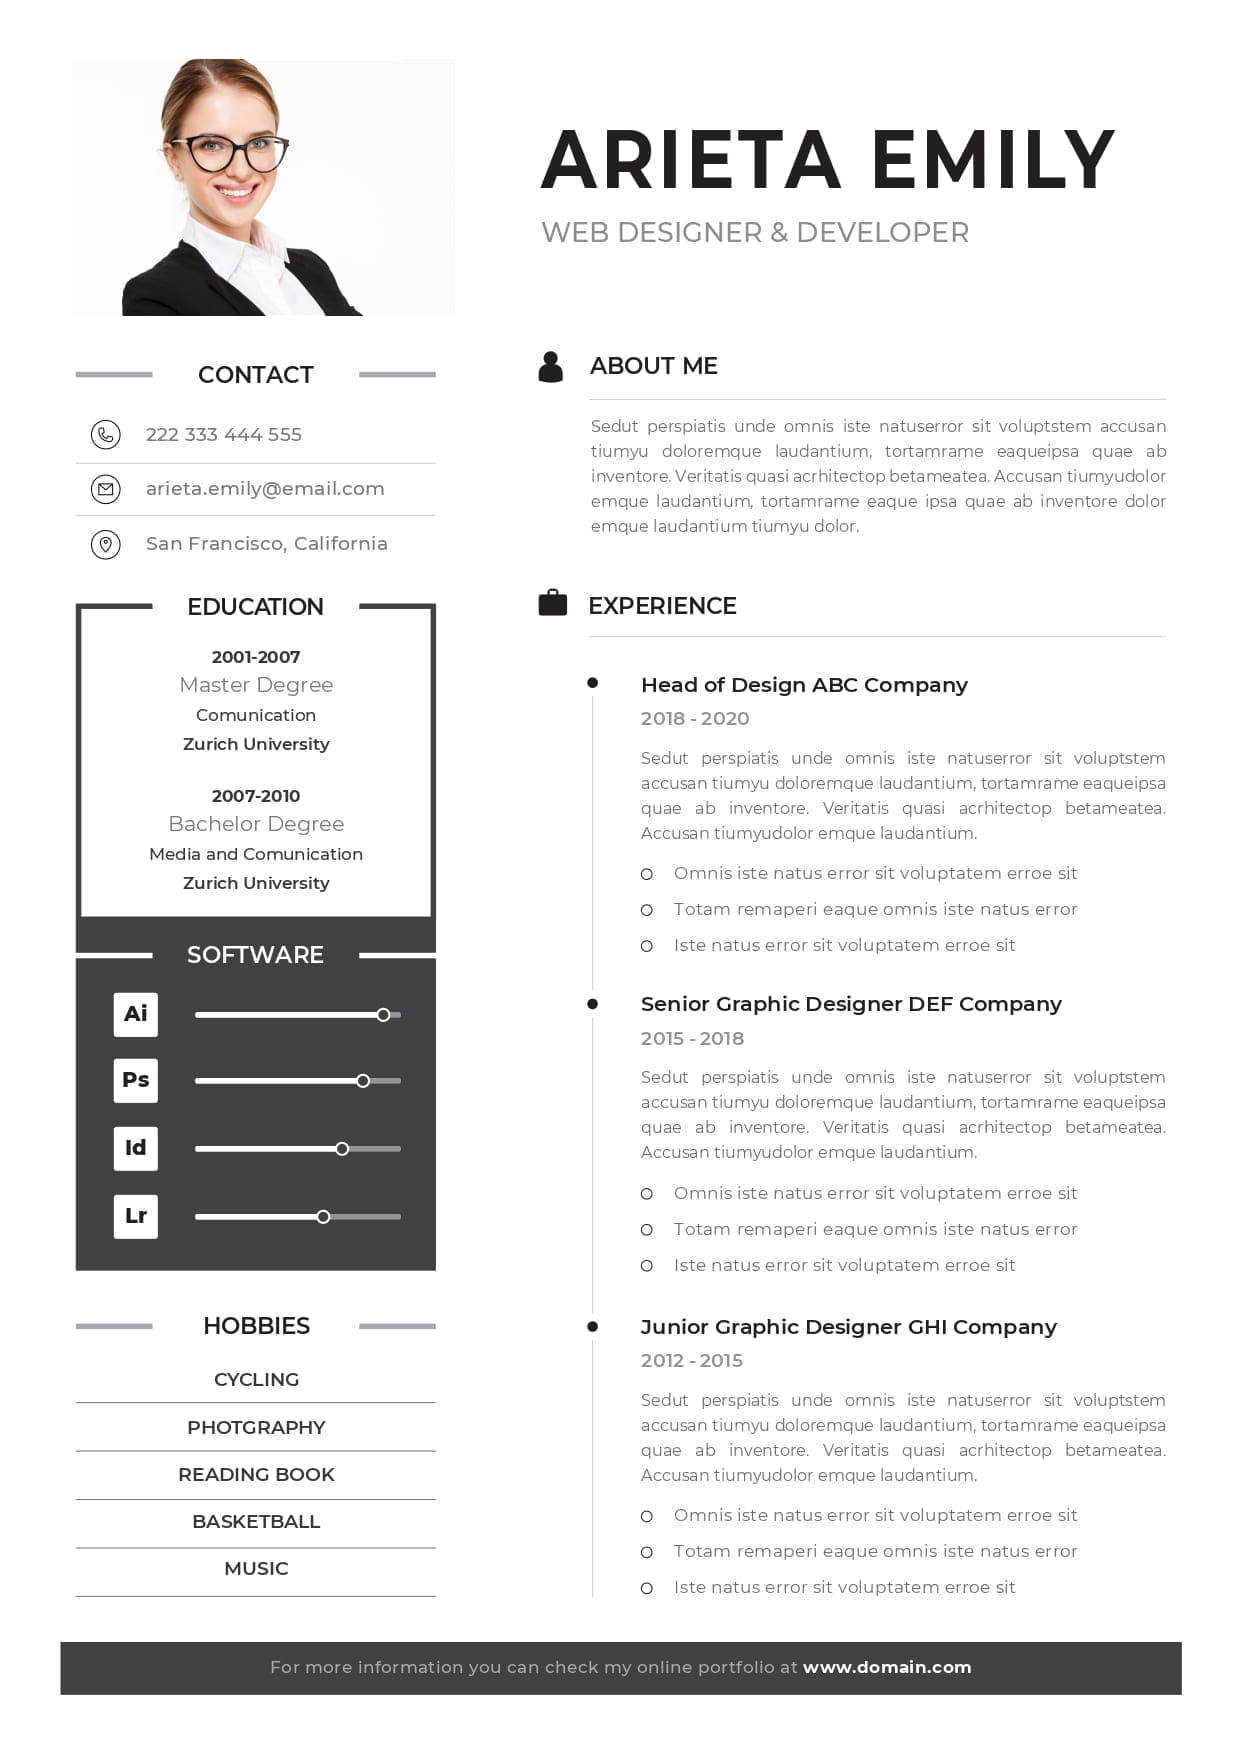 ARIETA EMILY
WEB DESIGNER & DEVELOPER
CONTACT
222 333 444 555
arieta.emily@email.com
San Francisco, California
EDUCATION
2001-2007
Master Degree
Comunication
Zurich University
2007-2010
Bachelor Degree
Media and Comunication
Zurich University
SOFTWARE
Ai
Ps
Id
Lr
HOBBIES
CYCLING
PHOTGRAPHY
READING BOOK
BASKETBALL
MUSIC
ABOUT ME
Sedut perspiatis unde omnis iste natuserror sit voluptstem accusan
tiumyu doloremque laudantium, tortamrame eaqueipsa quae ab
inventore. Veritatis quasi acrhitectop betameatea. Accusan tiumyudolor
emque laudantium, tortamrame eaque ipsa quae ab inventore dolor
emque laudantium tiumyu dolor.
EXPERIENCE
Head of Design ABC Company
2018 - 2020
Sedut perspiatis unde omnis iste natuserror sit voluptstem
accusan tiumyu doloremque laudantium, tortamrame eaqueipsa
quae ab inventore. Veritatis quasi acrhitectop betameatea.
Accusan tiumyudolor emque laudantium.
Omnis iste natus error sit voluptatem erroe sit
Totam remaperi eaque omnis iste natus error
Iste natus error sit voluptatem erroe sit
Senior Graphic Designer DEF Company
2015 - 2018
Sedut perspiatis unde omnis iste natuserror sit voluptstem
accusan tiumyu doloremque laudantium, tortamrame eaqueipsa
quae ab inventore. Veritatis quasi acrhitectop betameatea.
Accusan tiumyudolor emque laudantium.
Omnis iste natus error sit voluptatem erroe sit
Totam remaperi eaque omnis iste natus error
Iste natus error sit voluptatem erroe sit
Junior Graphic Designer GHI Company
2012 - 2015
Sedut perspiatis unde omnis iste natuserror sit voluptstem
accusan tiumyu doloremque laudantium, tortamrame eaqueipsa
quae ab inventore. Veritatis quasi acrhitectop betameatea.
Accusan tiumyudolor emque laudantium.
Omnis iste natus error sit voluptatem erroe sit
Totam remaperi eaque omnis iste natus error
Iste natus error sit voluptatem erroe sit
For more information you can check my online portfolio at www.domain.com